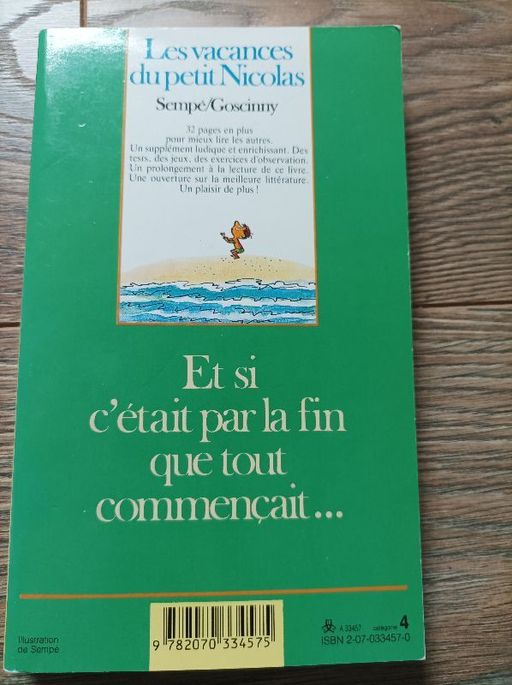 Les vacances
du petit Nicolas
Sempé/Goscinny
32 pages en plus
pour mieux lire les autres.
Un supplément ludique et enrichissant. Des
tests, des jeux, des exercices d'observation.
Un prolongement à la lecture de ce livre.
Une ouverture sur la meilleure littérature.
Un plaisir de plus !
Et si
c'était par la fin
que tout
commençait...
Illustration
de Sempé
9 782070 334575
A 33457 catégorie 4
ISBN 2-07-033457-0